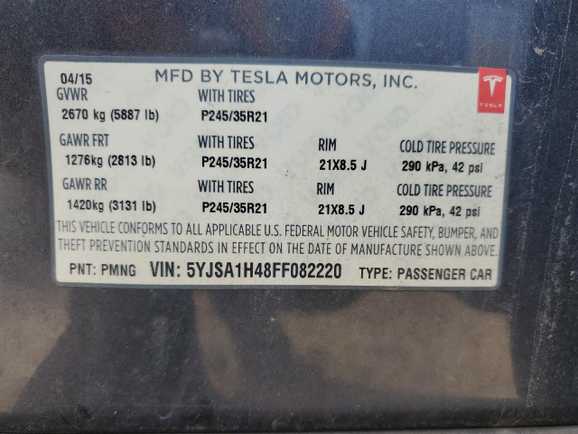 04/15 MFD BY TESLA MOTORS, INC.
GVWR WITH TIRES
2670 kg (5887 lb) P245/35R21
GAWR FRT WITH TIRES RIM COLD TIRE PRESSURE
1276kg (2813 lb) P245/35R21 21X8.5 J 290 kPa, 42 psi
GAWR RR WITH TIRES RIM COLD TIRE PRESSURE
1420kg (3131 lb) P245/35R21 21X8.5 J 290 kPa, 42 psi
THIS VEHICLE CONFORMS TO ALL APPLICABLE U.S. FEDERAL MOTOR VEHICLE SAFETY, BUMPER, AND
THEFT PREVENTION STANDARDS IN EFFECT ON THE DATE OF MANUFACTURE SHOWN ABOVE.
PNT: PMNG VIN: 5YJSA1H48FF082220 TYPE: PASSENGER CAR
TESLA